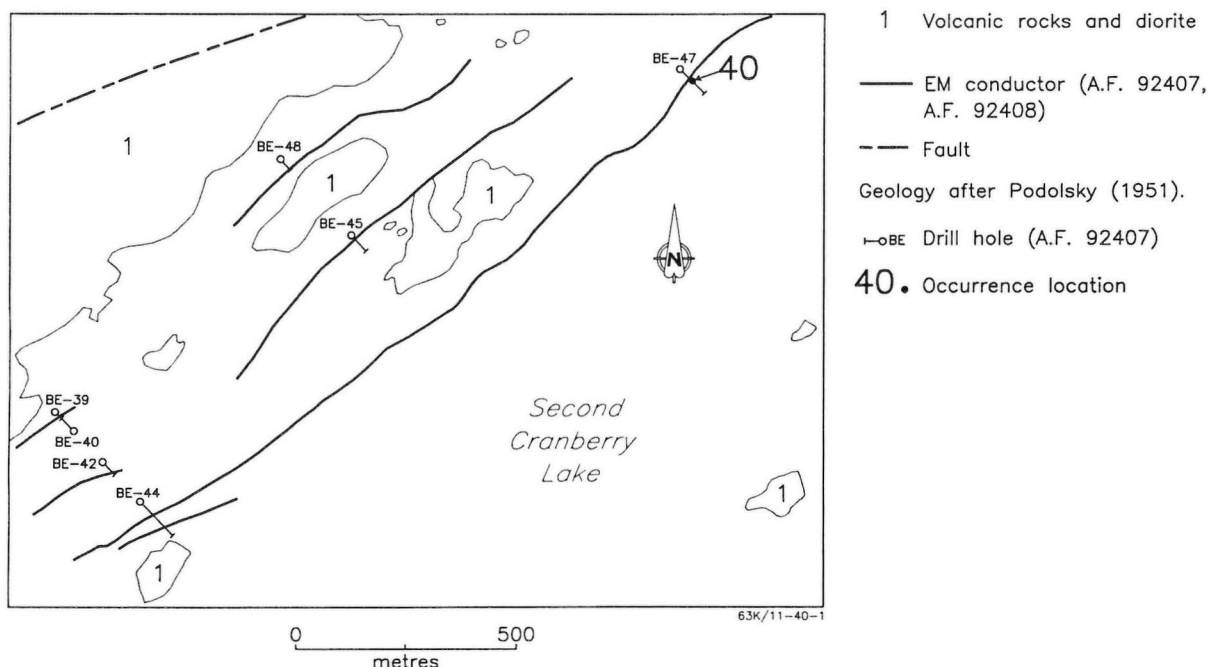 BE-47
40
1
BE-48
1
1
BE-45
N
BE-39
BE-40
BE-42
BE-44
Second
Cranberry
Lake
1
1
63K/11-40-1
0 500
metres
1 Volcanic rocks and diorite
EM conductor (A.F. 92407,
A.F. 92408)
Fault
Geology after Podolsky (1951).
BE Drill hole (A.F. 92407)
40. Occurrence location